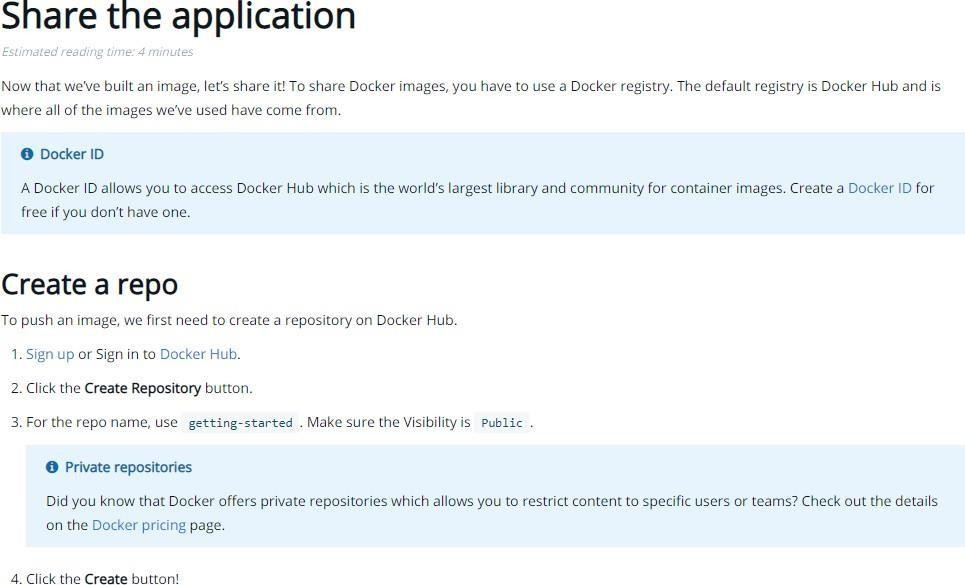 Share the application
Estimated reading time: 4 minutes
Now that we’ve built an image, let’s share it! To share Docker images, you have to use a Docker registry. The default registry is Docker Hub and is
where all of the images we’ve used have come from.
Docker ID
A Docker ID allows you to access Docker Hub which is the world’s largest library and community for container images. Create a Docker ID for
free if you don’t have one.
Create a repo
To push an image, we first need to create a repository on Docker Hub.
1. Sign up or Sign in to Docker Hub.
2. Click the Create Repository button.
3. For the repo name, use getting-started . Make sure the Visibility is Public .
Private repositories
Did you know that Docker offers private repositories which allows you to restrict content to specific users or teams? Check out the details
on the Docker pricing page.
4. Click the Create button!